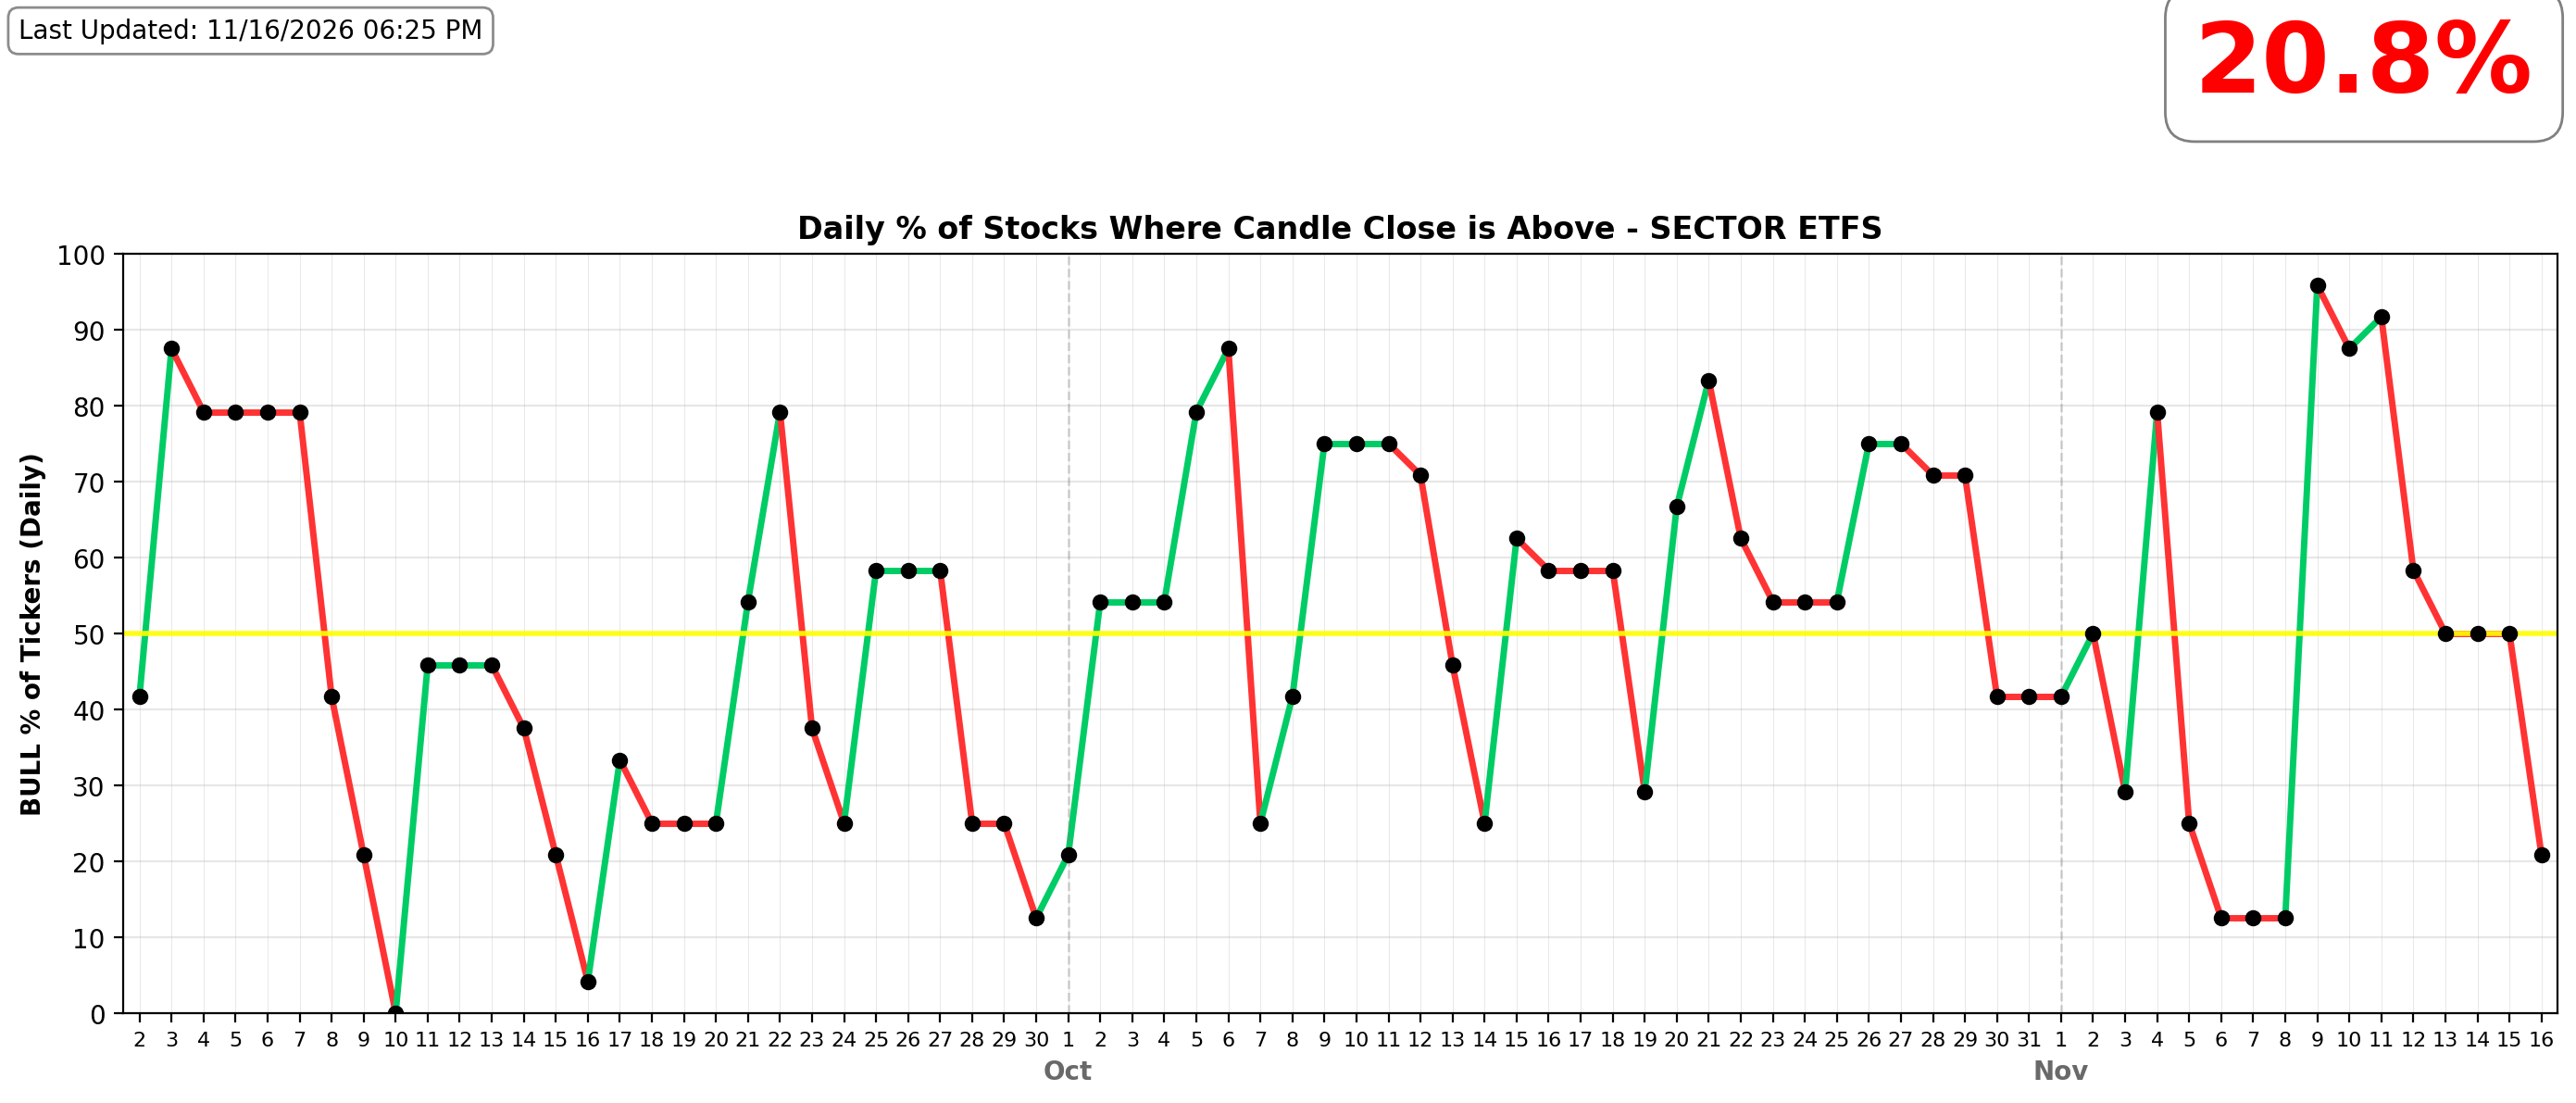 Last Updated: 11/16/2026 06:25 PM
20.8%
Daily % of Stocks Where Candle Close is Above - SECTOR ETFS
BULL % of Tickers (Daily)
100
90
80
70
60
50
40
30
20
10
0
2 3 4 5 6 7 8 9 10 11 12 13 14 15 16 17 18 19 20 21 22 23 24 25 26 27 28 29 30 1 2 3 4 5 6 7 8 9 10 11 12 13 14 15 16 17 18 19 20 21 22 23 24 25 26 27 28 29 30 31 1 2 3 4 5 6 7 8 9 10 11 12 13 14 15 16
Oct Nov